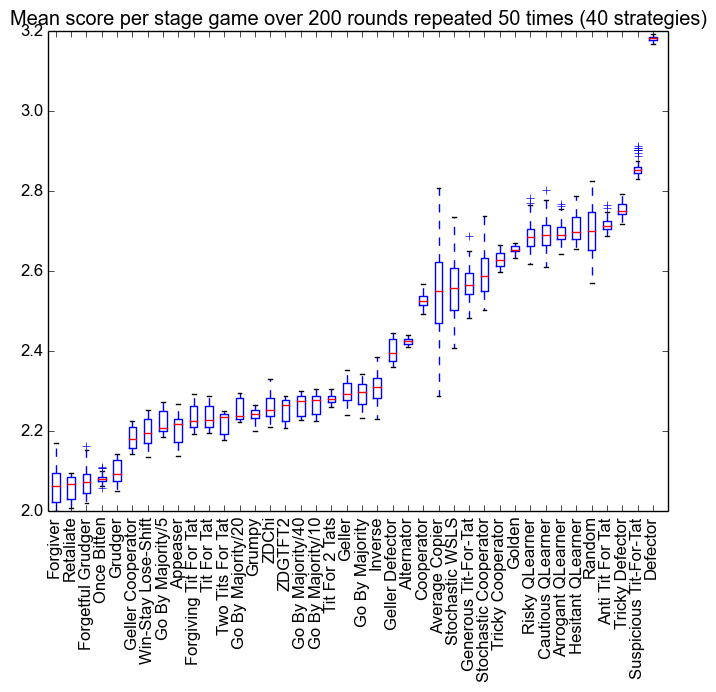 Mean score per stage game over 200 rounds repeated 50 times (40 strategies)
3.2
3.0
2.8
2.6
2.4
2.2
2.0
Forgiver
Retaliate
Forgetful Grudger
Once Bitten
Grudger
Geller Cooperator
Win-Stay Lose-Shift
Go By Majority/5
Appeaser
Forgiving Tit For Tat
Tit For Tat
Two Tits For Tat
Go By Majority/20
Grumpy
ZDChi
ZDGTFT2
Go By Majority/40
Go By Majority/10
Tit For 2 Tats
Geller
Go By Majority
Inverse
Geller Defector
Alternator
Cooperator
Average Copier
Stochastic WSLS
Generous Tit-For-Tat
Stochastic Cooperator
Tricky Cooperator
Golden
Risky QLearner
Cautious QLearner
Arrogant QLearner
Hesitant QLearner
Random
Anti Tit For Tat
Tricky Defector
Suspicious Tit-For-Tat
Defector